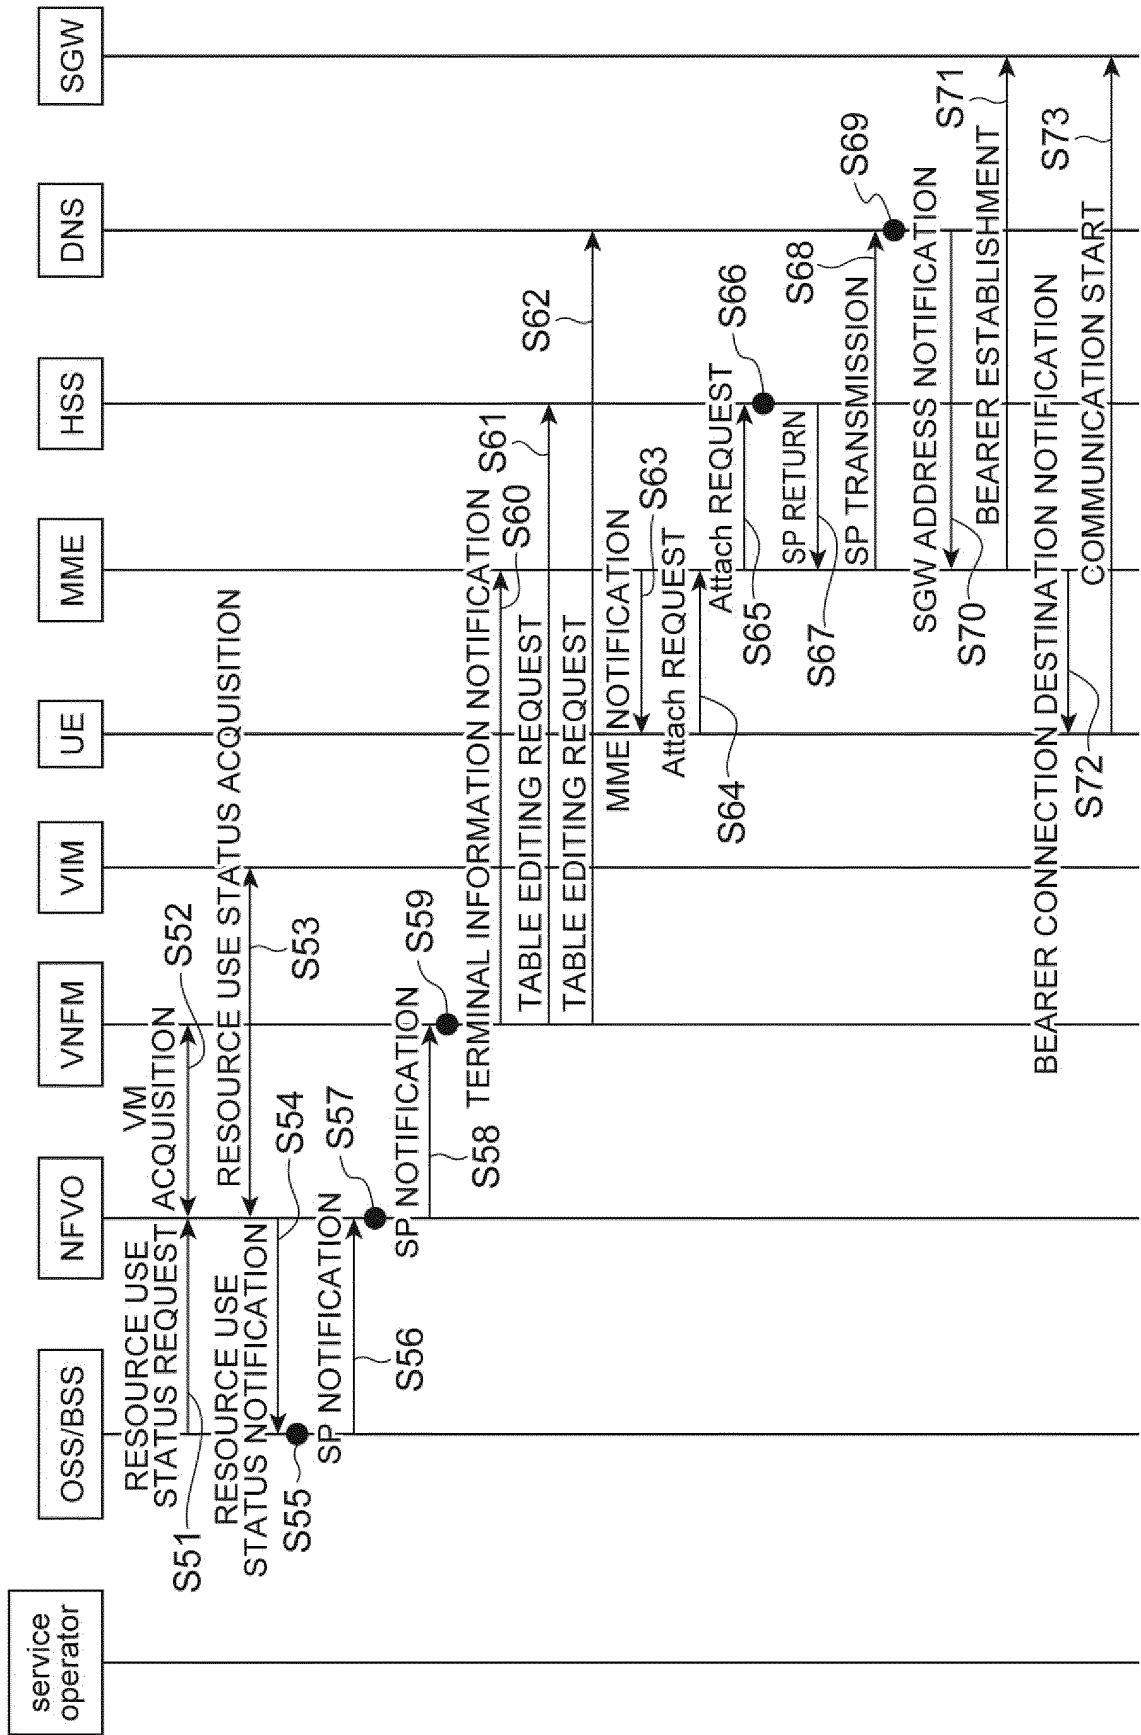 service
operator
OSS/BSS
NFVO
VNFM
VIM
UE
MME
HSS
DNS
SGW
RESOURCE USE
STATUS REQUEST
S51
VM
ACQUISITION
S52
RESOURCE USE STATUS ACQUISITION
S53
RESOURCE USE
STATUS NOTIFICATION
S54
S55
SP NOTIFICATION
S56
S57
SP NOTIFICATION
S58
S59
TERMINAL INFORMATION NOTIFICATION
S60
TABLE EDITING REQUEST
S61
TABLE EDITING REQUEST
S62
MME NOTIFICATION
S63
Attach REQUEST
S64
Attach REQUEST
S65
S66
SP RETURN
S67
SP TRANSMISSION
S68
S69
SGW ADDRESS NOTIFICATION
S70
BEARER ESTABLISHMENT
S71
BEARER CONNECTION DESTINATION NOTIFICATION
S72
COMMUNICATION START
S73